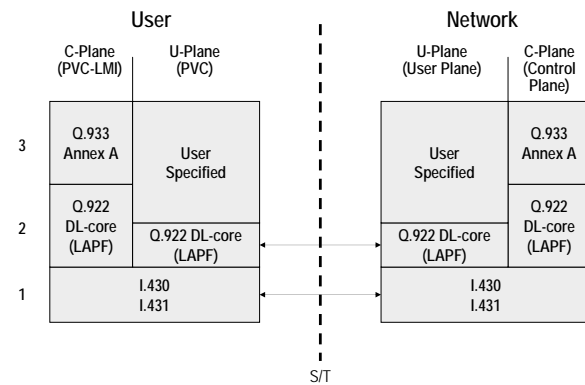 User
Network
C-Plane
(PVC-LMI)
U-Plane
(PVC)
U-Plane
(User Plane)
C-Plane
(Control
Plane)
3
Q.933
Annex A
User
Specified
User
Specified
Q.933
Annex A
2
Q.922
DL-core
(LAPF)
Q.922 DL-core
(LAPF)
Q.922 DL-core
(LAPF)
Q.922
DL-core
(LAPF)
1
I.430
I.431
I.430
I.431
S/T